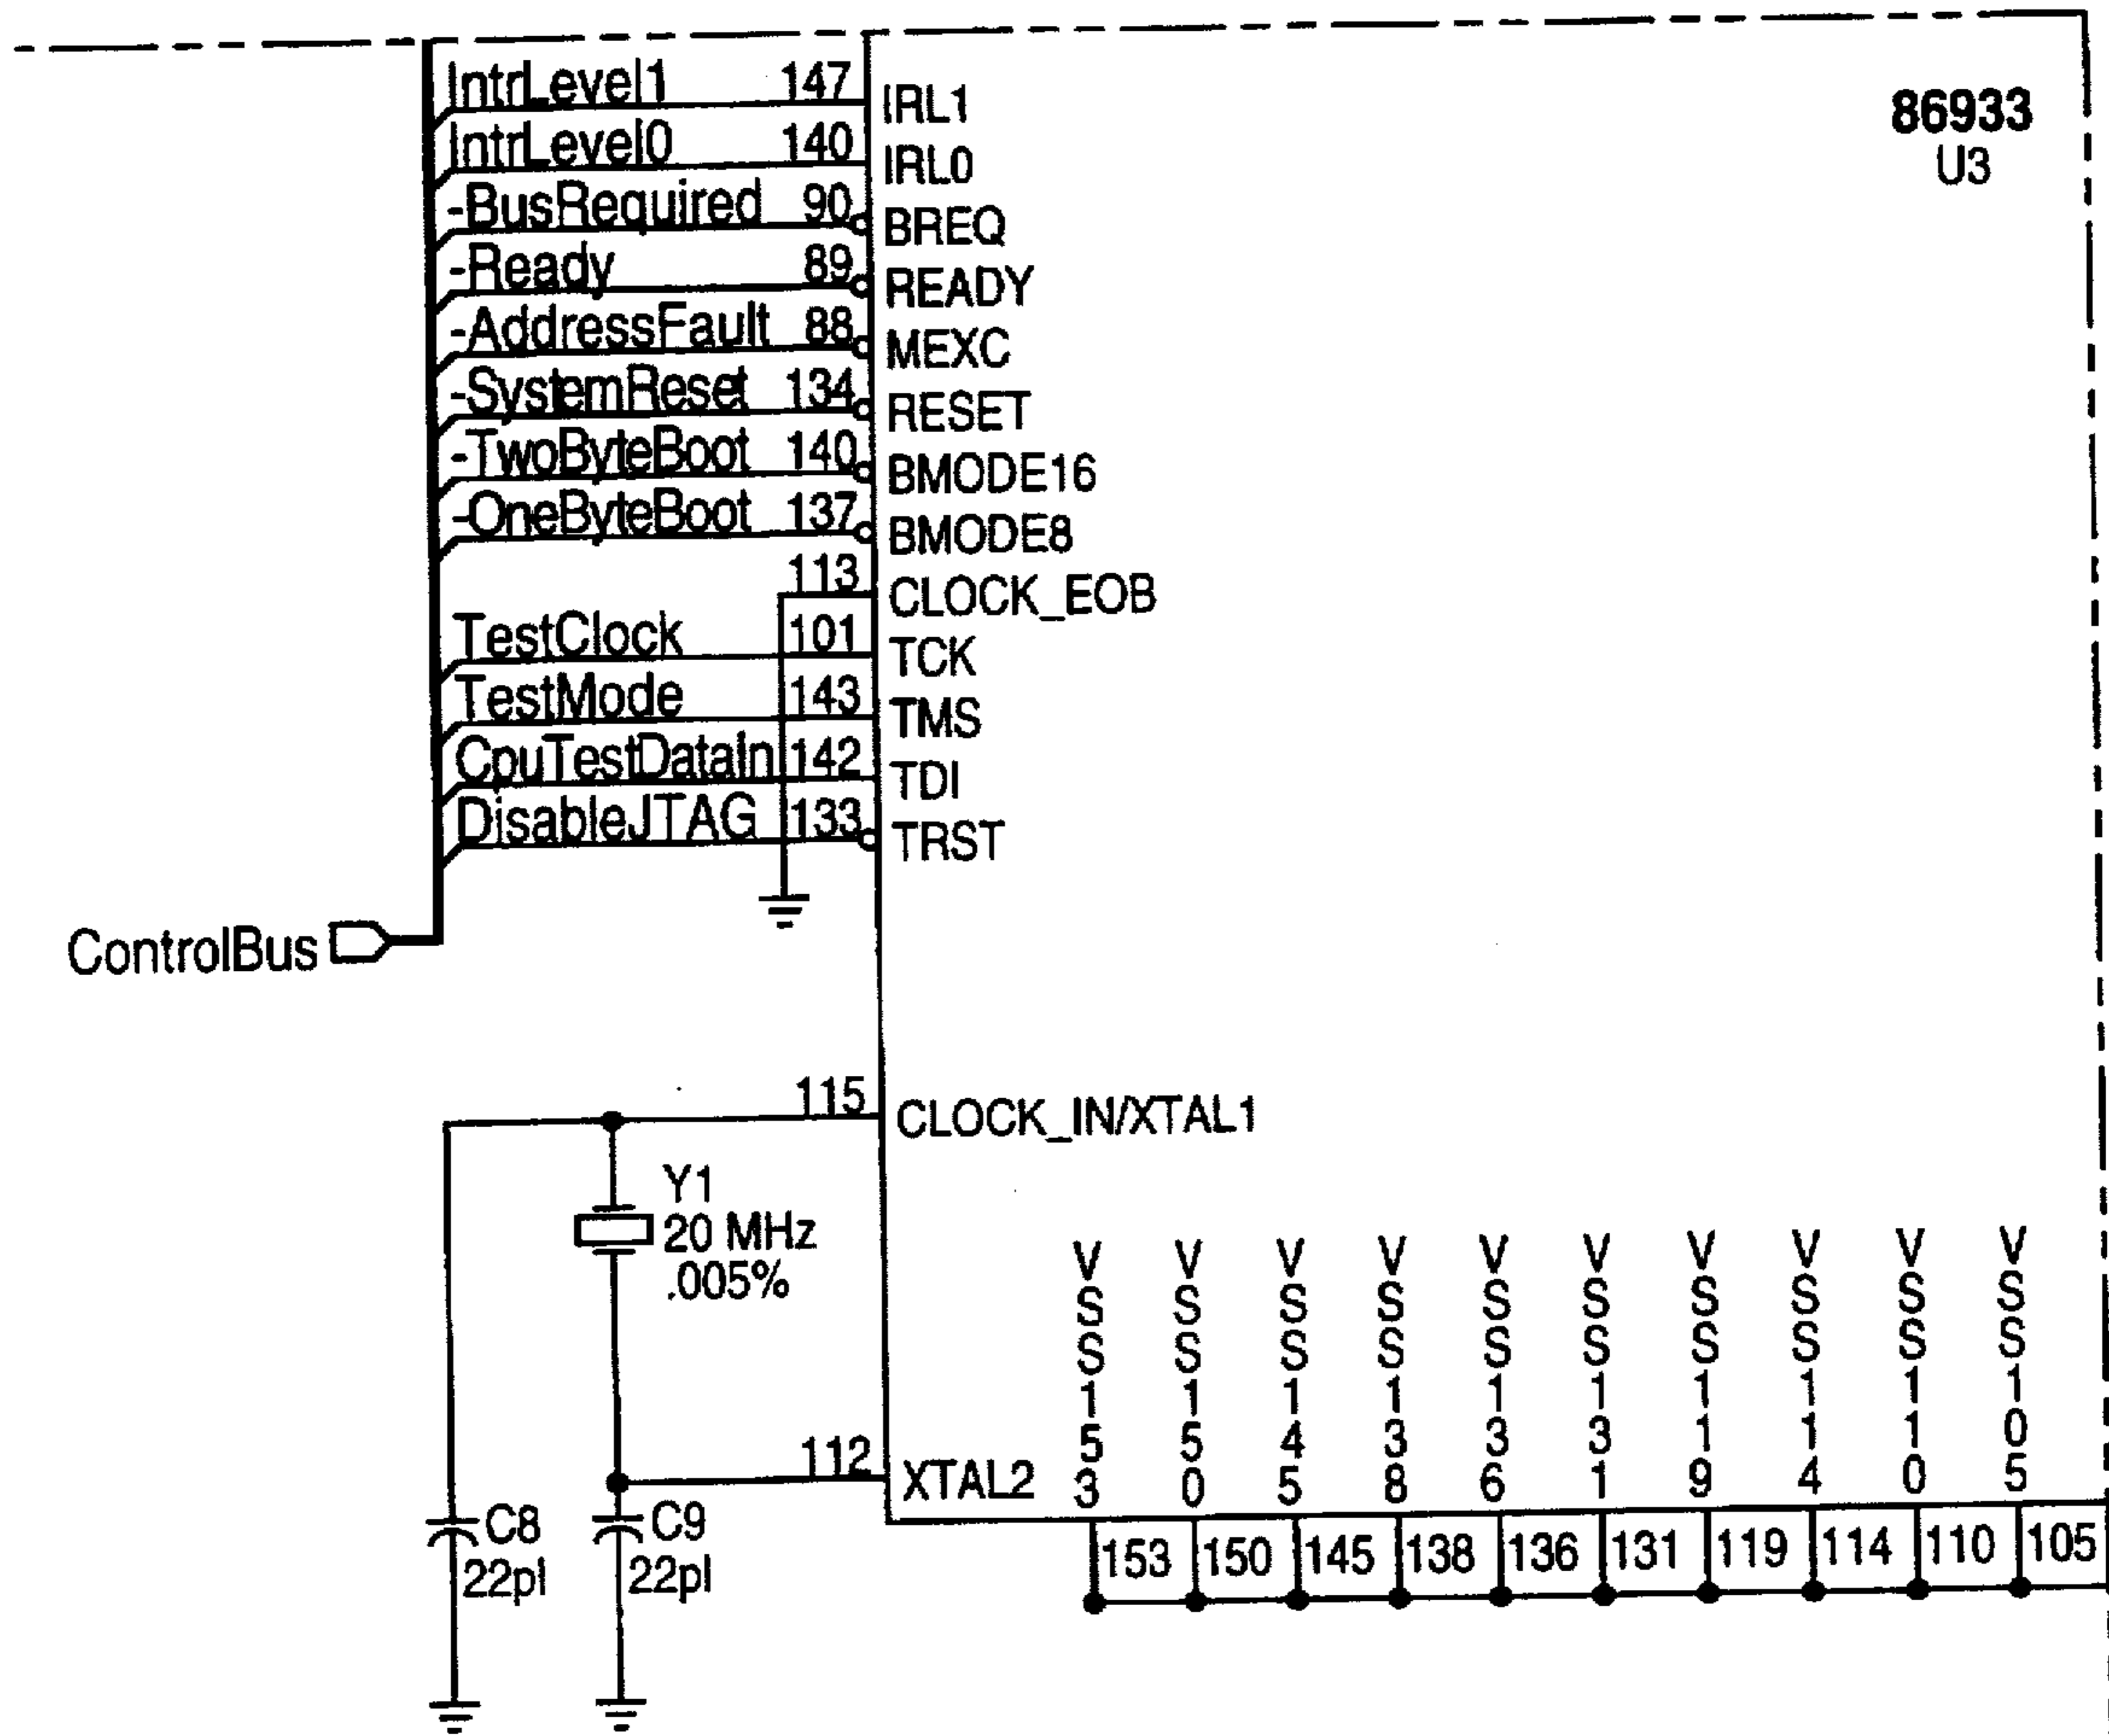 IntrLevel1 147 IRL1
86933
U3
IntrLevel0 140 IRL0
-BusRequired 90 BREQ
-Ready 89 READY
-AddressFault 88 MEXC
-SystemReset 134 RESET
-TwoByteBoot 140 BMODE16
-OneByteBoot 137 BMODE8
113 CLOCK_EOB
TestClock 101 TCK
TestMode 143 TMS
CpuTestDataIn 142 TDI
DisableJTAG 133 TRST
ControlBus
115 CLOCK_IN/XTAL1
Y1
20 MHz
.005%
112 XTAL2
VSS153
VSS150
VSS145
VSS138
VSS136
VSS131
VSS119
VSS114
VSS110
VSS105
C8
22pl
C9
22pl
153 150 145 138 136 131 119 114 110 105